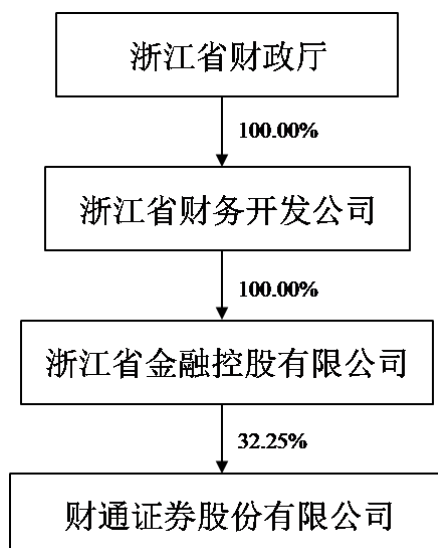 浙江省财政厅
100.00%
浙江省财务开发公司
100.00%
浙江省金融控股有限公司
32.25%
财通证券股份有限公司